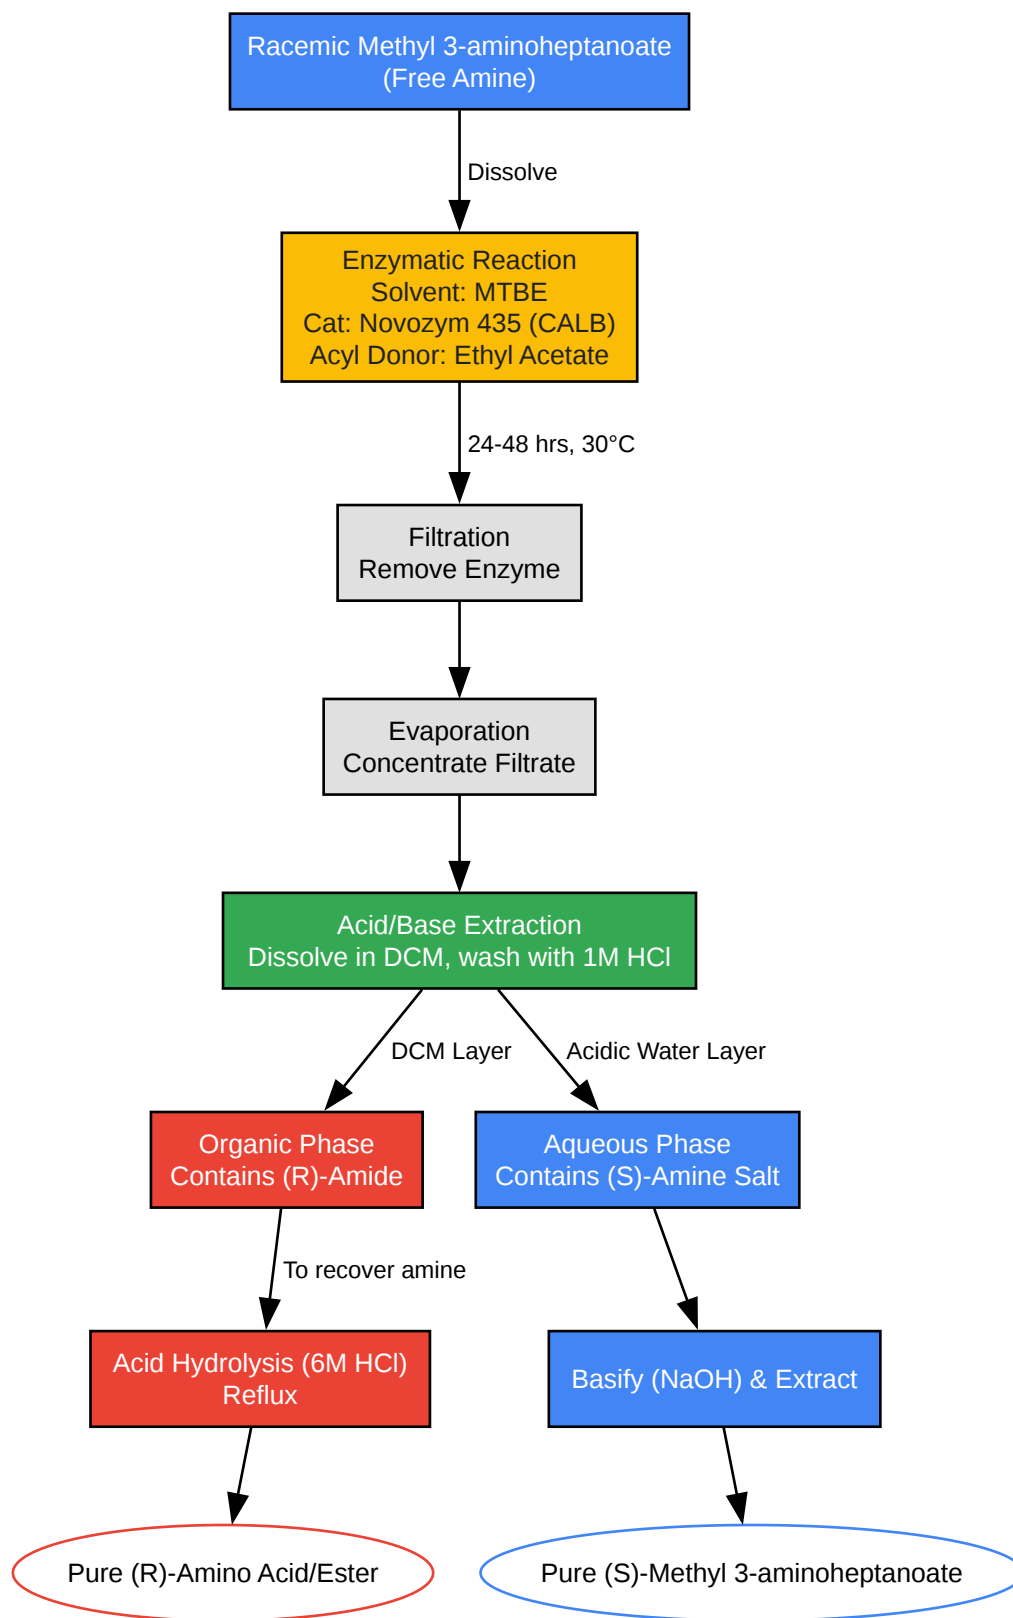 Racemic Methyl 3-aminoheptanoate
(Free Amine)
Dissolve
Enzymatic Reaction
Solvent: MTBE
Cat: Novozym 435 (CALB)
Acyl Donor: Ethyl Acetate
24-48 hrs, 30°C
Filtration
Remove Enzyme
Evaporation
Concentrate Filtrate
Acid/Base Extraction
Dissolve in DCM, wash with 1M HCl
DCM Layer
Acidic Water Layer
Organic Phase
Contains (R)-Amide
Aqueous Phase
Contains (S)-Amine Salt
To recover amine
Acid Hydrolysis (6M HCl)
Reflux
Basify (NaOH) & Extract
Pure (R)-Amino Acid/Ester
Pure (S)-Methyl 3-aminoheptanoate